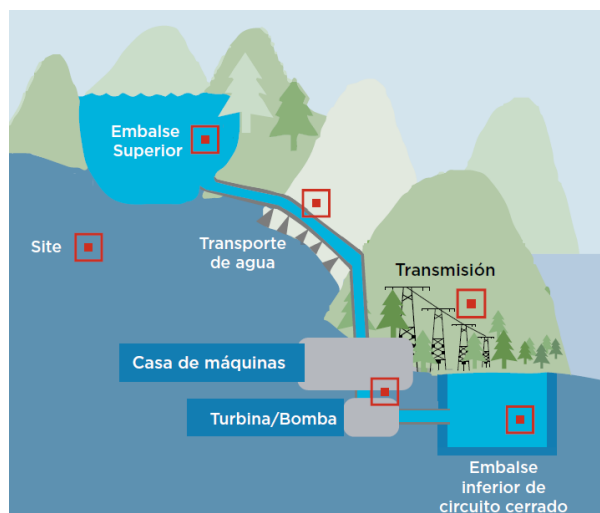 Embalse
Superior
Site
Transporte
de agua
Transmisión
Casa de máquinas
Turbina/Bomba
Embalse
inferior de
circuito cerrado